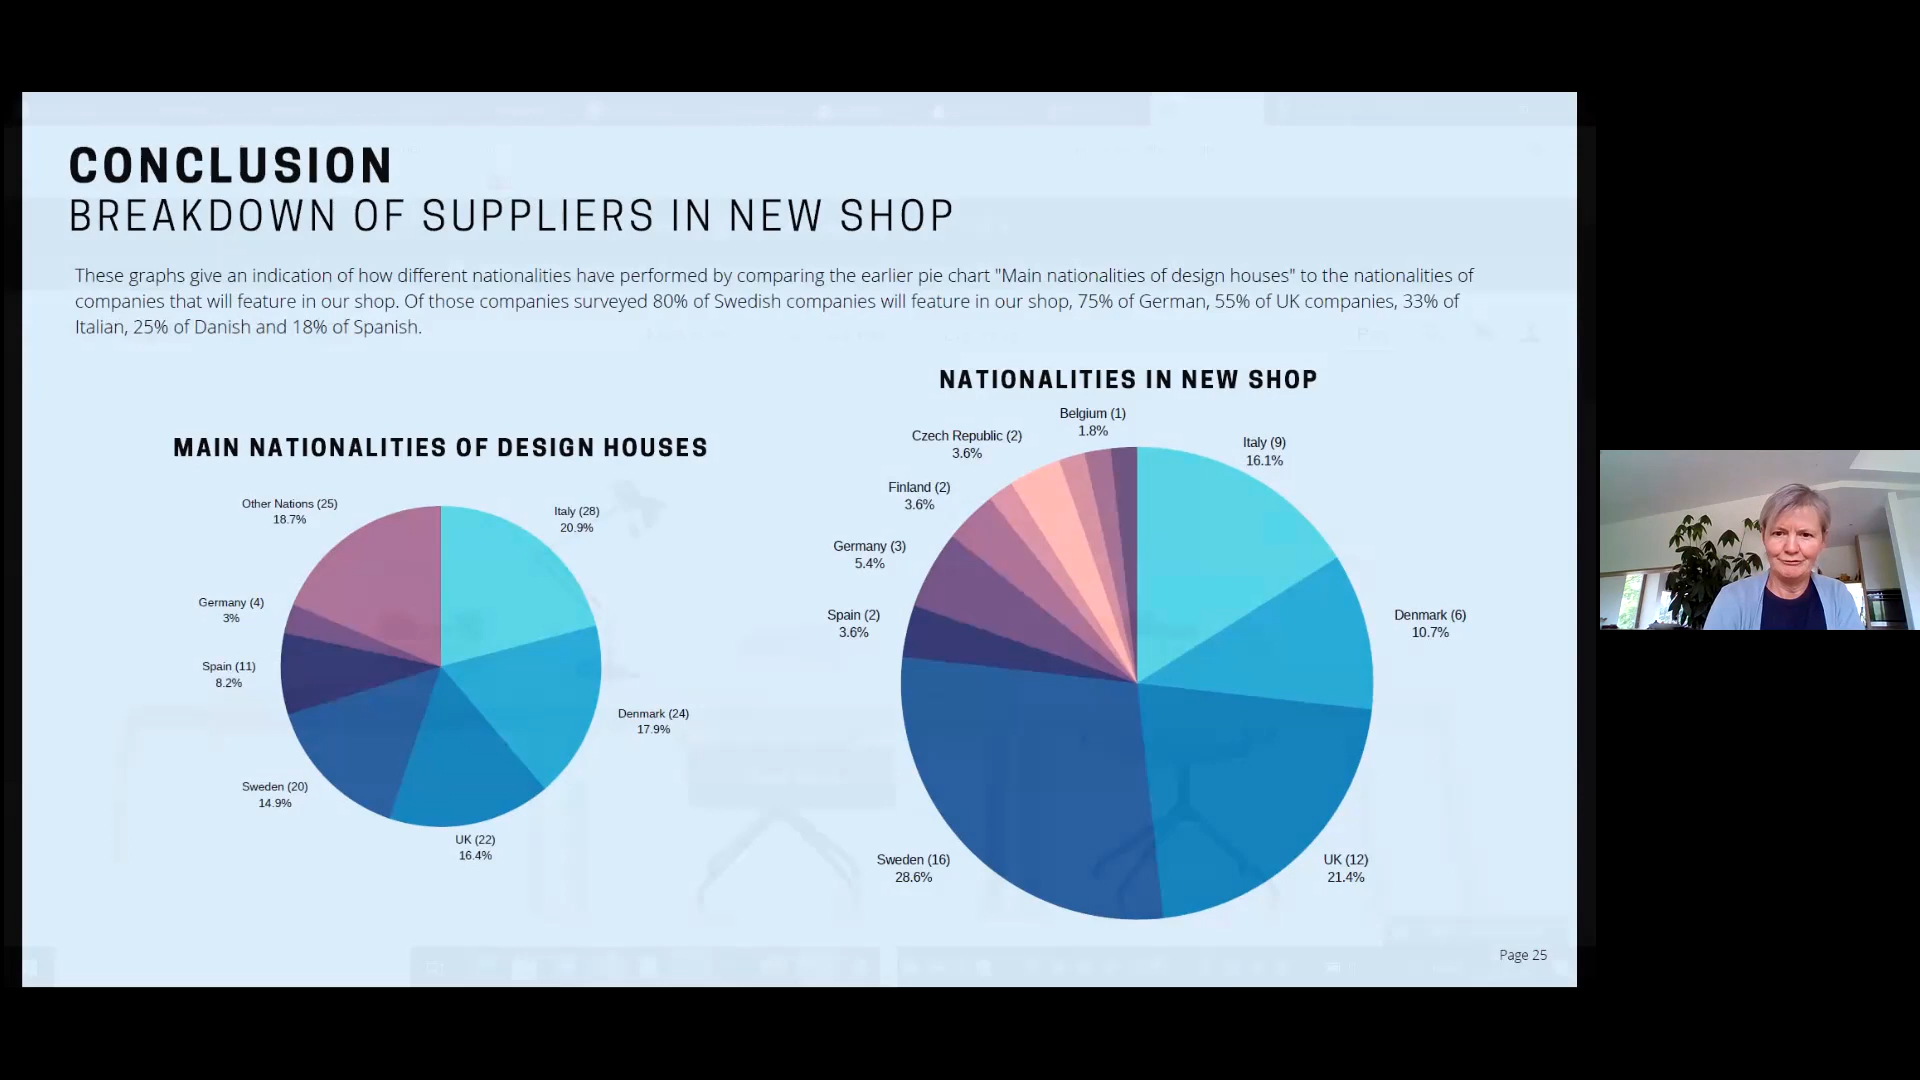 CONCLUSION
BREAKDOWN OF SUPPLIERS IN NEW SHOP
These graphs give an indication of how different nationalities have performed by comparing the earlier pie chart "Main nationalities of design houses" to the nationalities of
companies that will feature in our shop. Of those companies surveyed 80% of Swedish companies will feature in our shop, 75% of German, 55% of UK companies, 33% of
Italian, 25% of Danish and 18% of Spanish.
MAIN NATIONALITIES OF DESIGN HOUSES
Other Nations (25)
18.7%
Italy (28)
20.9%
Germany (4)
3%
Spain (11)
8.2%
Denmark (24)
17.9%
Sweden (20)
14.9%
UK (22)
16.4%
NATIONALITIES IN NEW SHOP
Belgium (1)
1.8%
Czech Republic (2)
3.6%
Italy (9)
16.1%
Finland (2)
3.6%
Germany (3)
5.4%
Spain (2)
3.6%
Denmark (6)
10.7%
Sweden (16)
28.6%
UK (12)
21.4%
Page 25